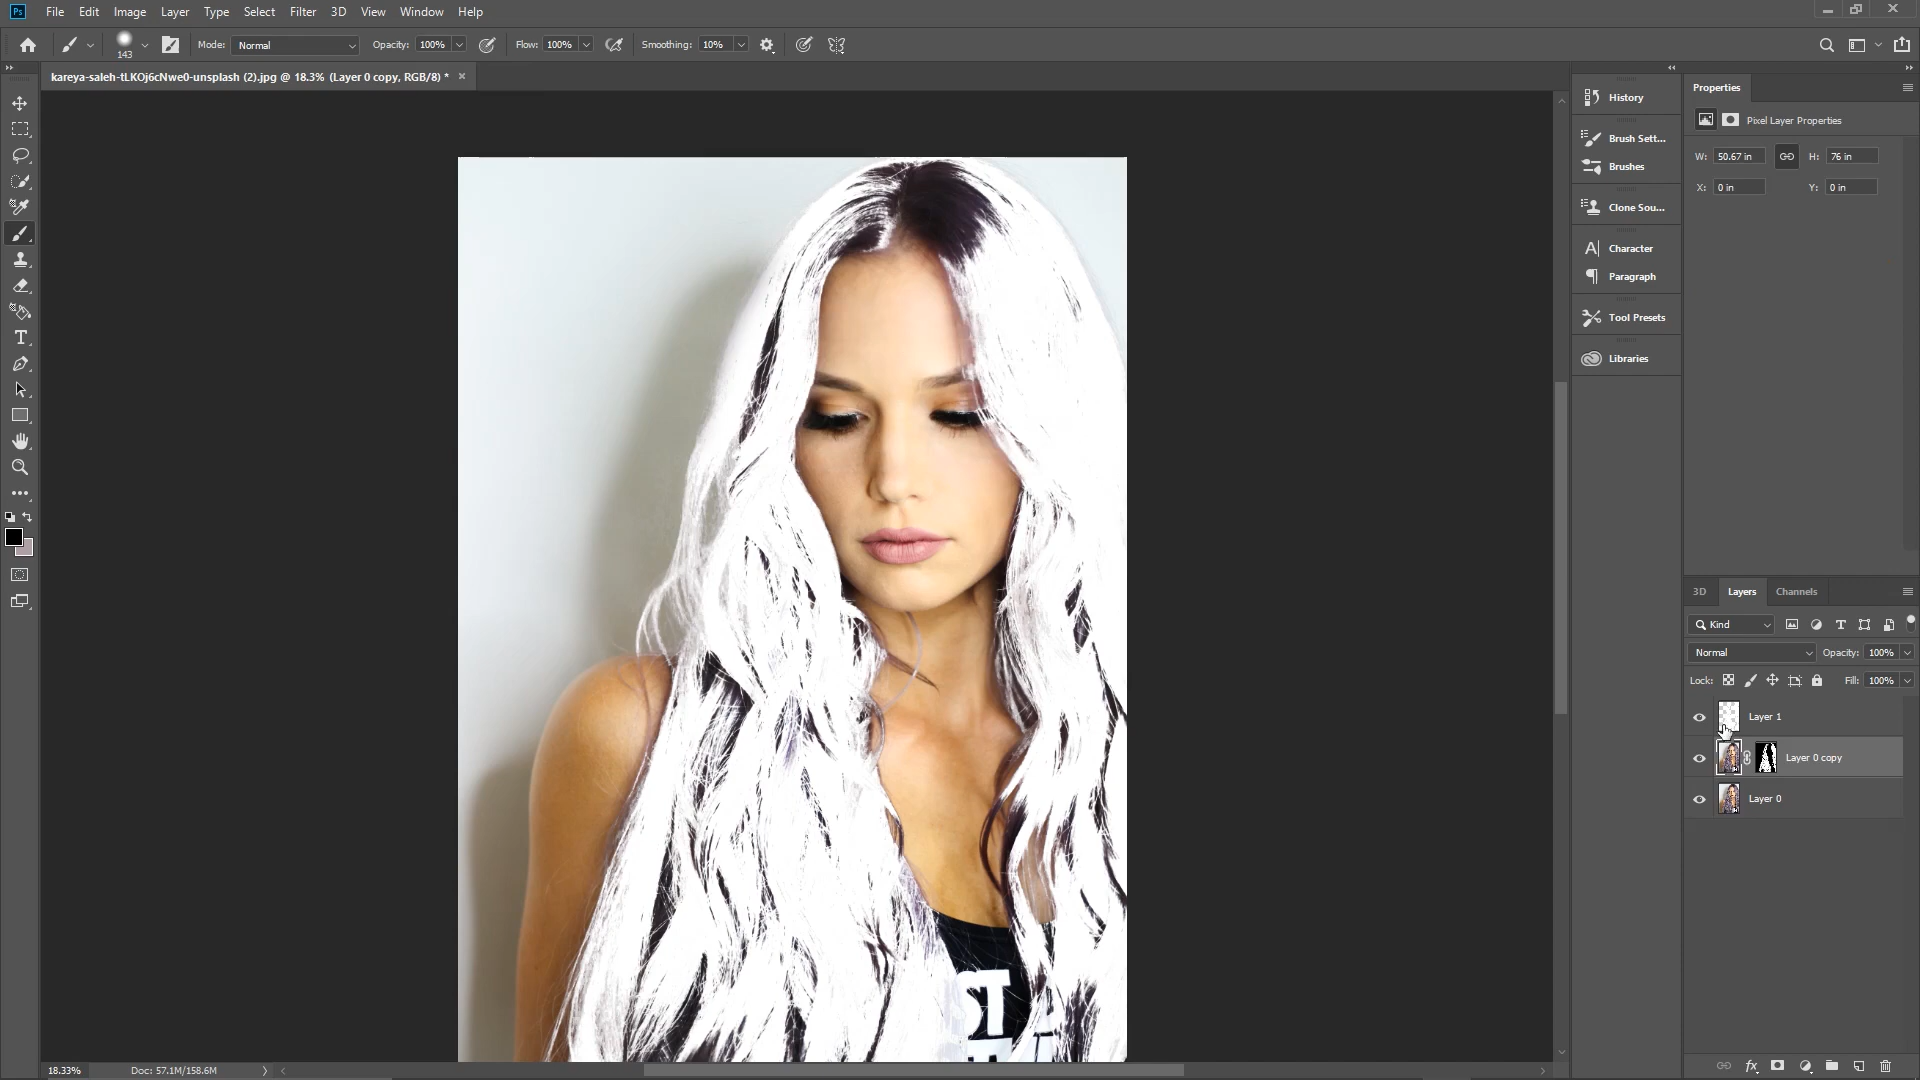 Ps File Edit Image Layer Type Select Filter 3D View Window Help
143 Mode: Normal Opacity: 100% Flow: 100% Smoothing: 10%
kareya-saleh-tLKOj6cNwe0-unsplash (2).jpg @ 18.3% (Layer 0 copy, RGB/8) *
History
Brush Sett...
Brushes
Clone Sou...
Character
Paragraph
Tool Presets
Libraries
Properties
Pixel Layer Properties
W: 50.67 in H: 76 in
X: 0 in Y: 0 in
3D Layers Channels
Kind
Normal Opacity: 100%
Lock: Fill: 100%
Layer 1
Layer 0 copy
Layer 0
ST
18.33% Doc: 57.1M/158.6M